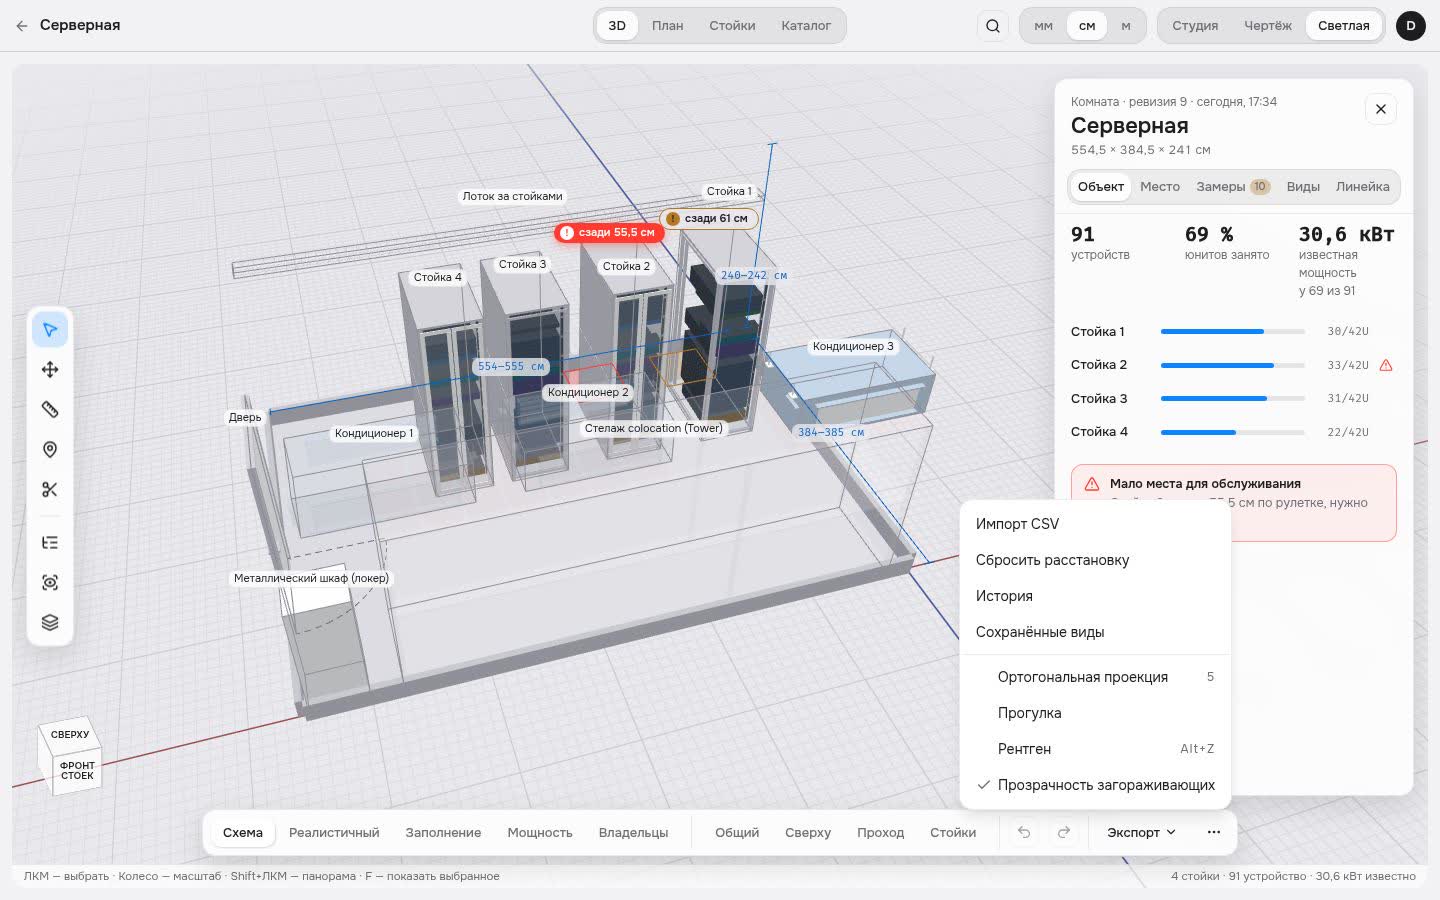 Серверная
3D
План
Стойки
Каталог
мм
см
м
Студия
Чертёж
Светлая
D
Комната · ревизия 9 · сегодня, 17:34
Серверная
554,5 × 384,5 × 241 см
Объект
Место
Замеры 10
Виды
Линейка
91
устройств
69 %
юнитов занято
30,6 кВт
известная
мощность
у 69 из 91
Стойка 1 30/42U
Стойка 2 33/42U
Стойка 3 31/42U
Стойка 4 22/42U
Мало места для обслуживания
5 см по рулетке, нужно
Лоток за стойками
Стойка 1
! сзади 61 см
! сзади 55,5 см
Стойка 2
Стойка 3
Стойка 4
240–242 см
Кондиционер 3
554–555 см
Кондиционер 2
Дверь
Кондиционер 1
Стелаж colocation (Tower)
384–385 см
Металлический шкаф (локер)
СВЕРХУ
ФРОНТ
СТОЕК
Импорт CSV
Сбросить расстановку
История
Сохранённые виды
Ортогональная проекция 5
Прогулка
Рентген Alt+Z
Прозрачность загораживающих
Схема
Реалистичный
Заполнение
Мощность
Владельцы
Общий
Сверху
Проход
Стойки
Экспорт
ЛКМ — выбрать · Колесо — масштаб · Shift+ЛКМ — панорама · F — показать выбранное
4 стойки · 91 устройство · 30,6 кВт известно